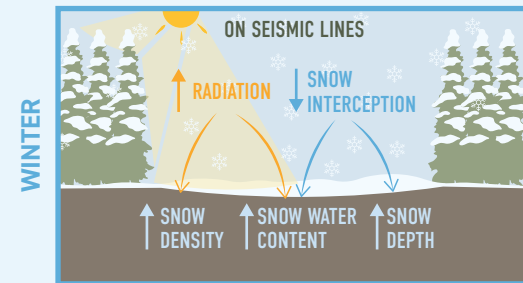 WINTER
ON SEISMIC LINES
RADIATION
SNOW
INTERCEPTION
SNOW
DENSITY
SNOW WATER
CONTENT
SNOW
DEPTH